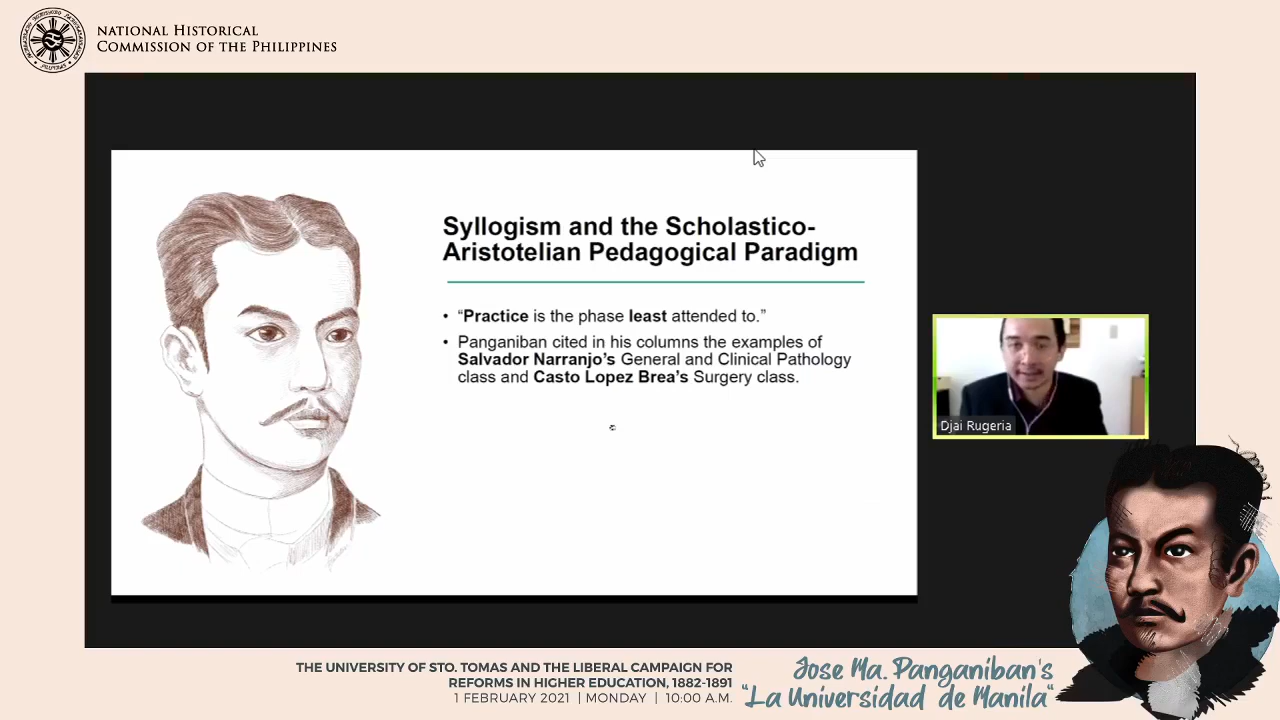 NATIONAL HISTORICAL
COMMISSION OF THE PHILIPPINES
Syllogism and the Scholastico-
Aristotelian Pedagogical Paradigm
• “Practice is the phase least attended to.”
• Panganiban cited in his columns the examples of
Salvador Narranjo’s General and Clinical Pathology
class and Casto Lopez Brea’s Surgery class.
Djai Rugeria
THE UNIVERSITY OF STO. TOMAS AND THE LIBERAL CAMPAIGN FOR
REFORMS IN HIGHER EDUCATION, 1882-1891
1 FEBRUARY 2021 | MONDAY | 10:00 A.M.
Jose Ma. Panganiban's
"La Universidad de Manila"